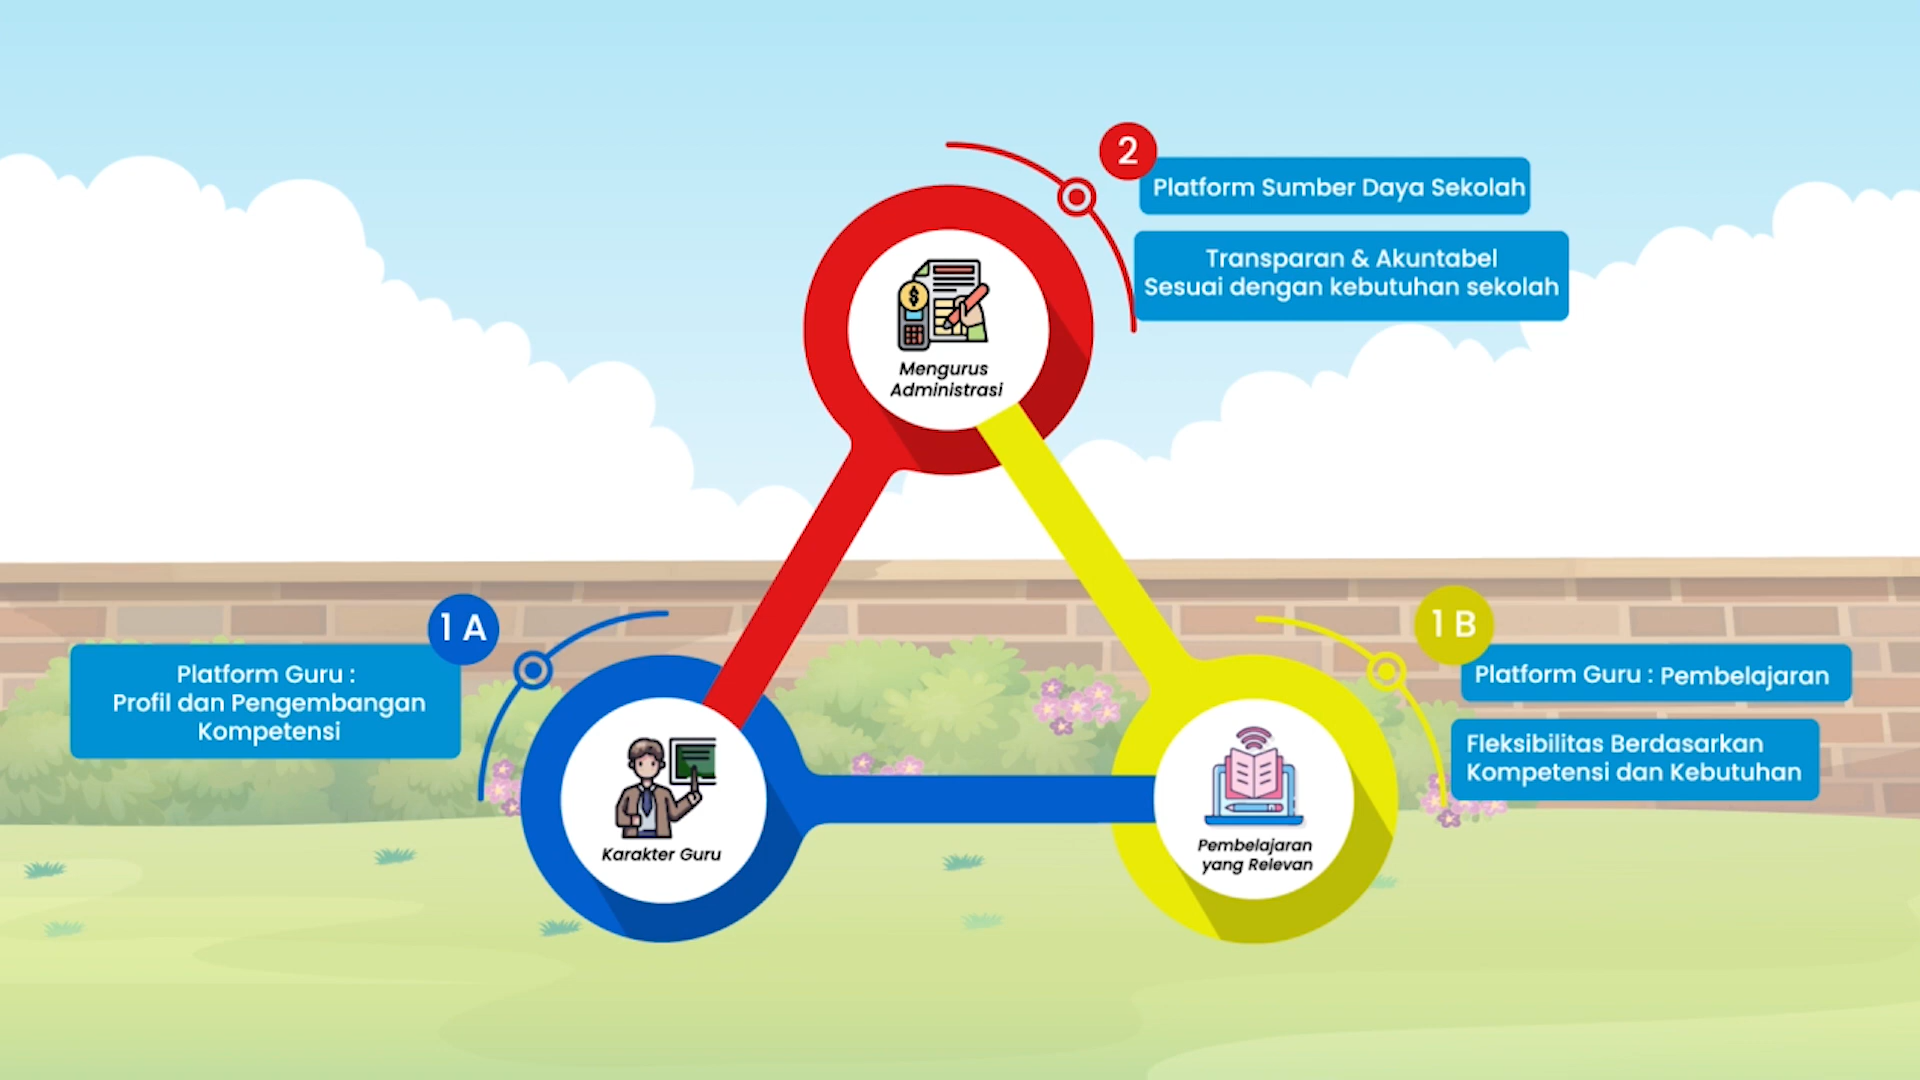 2
Platform Sumber Daya Sekolah
Transparan & Akuntabel
Sesuai dengan kebutuhan sekolah
Mengurus
Administrasi
1 A
Platform Guru :
Profil dan Pengembangan
Kompetensi
Karakter Guru
1 B
Platform Guru : Pembelajaran
Fleksibilitas Berdasarkan
Kompetensi dan Kebutuhan
Pembelajaran
yang Relevan